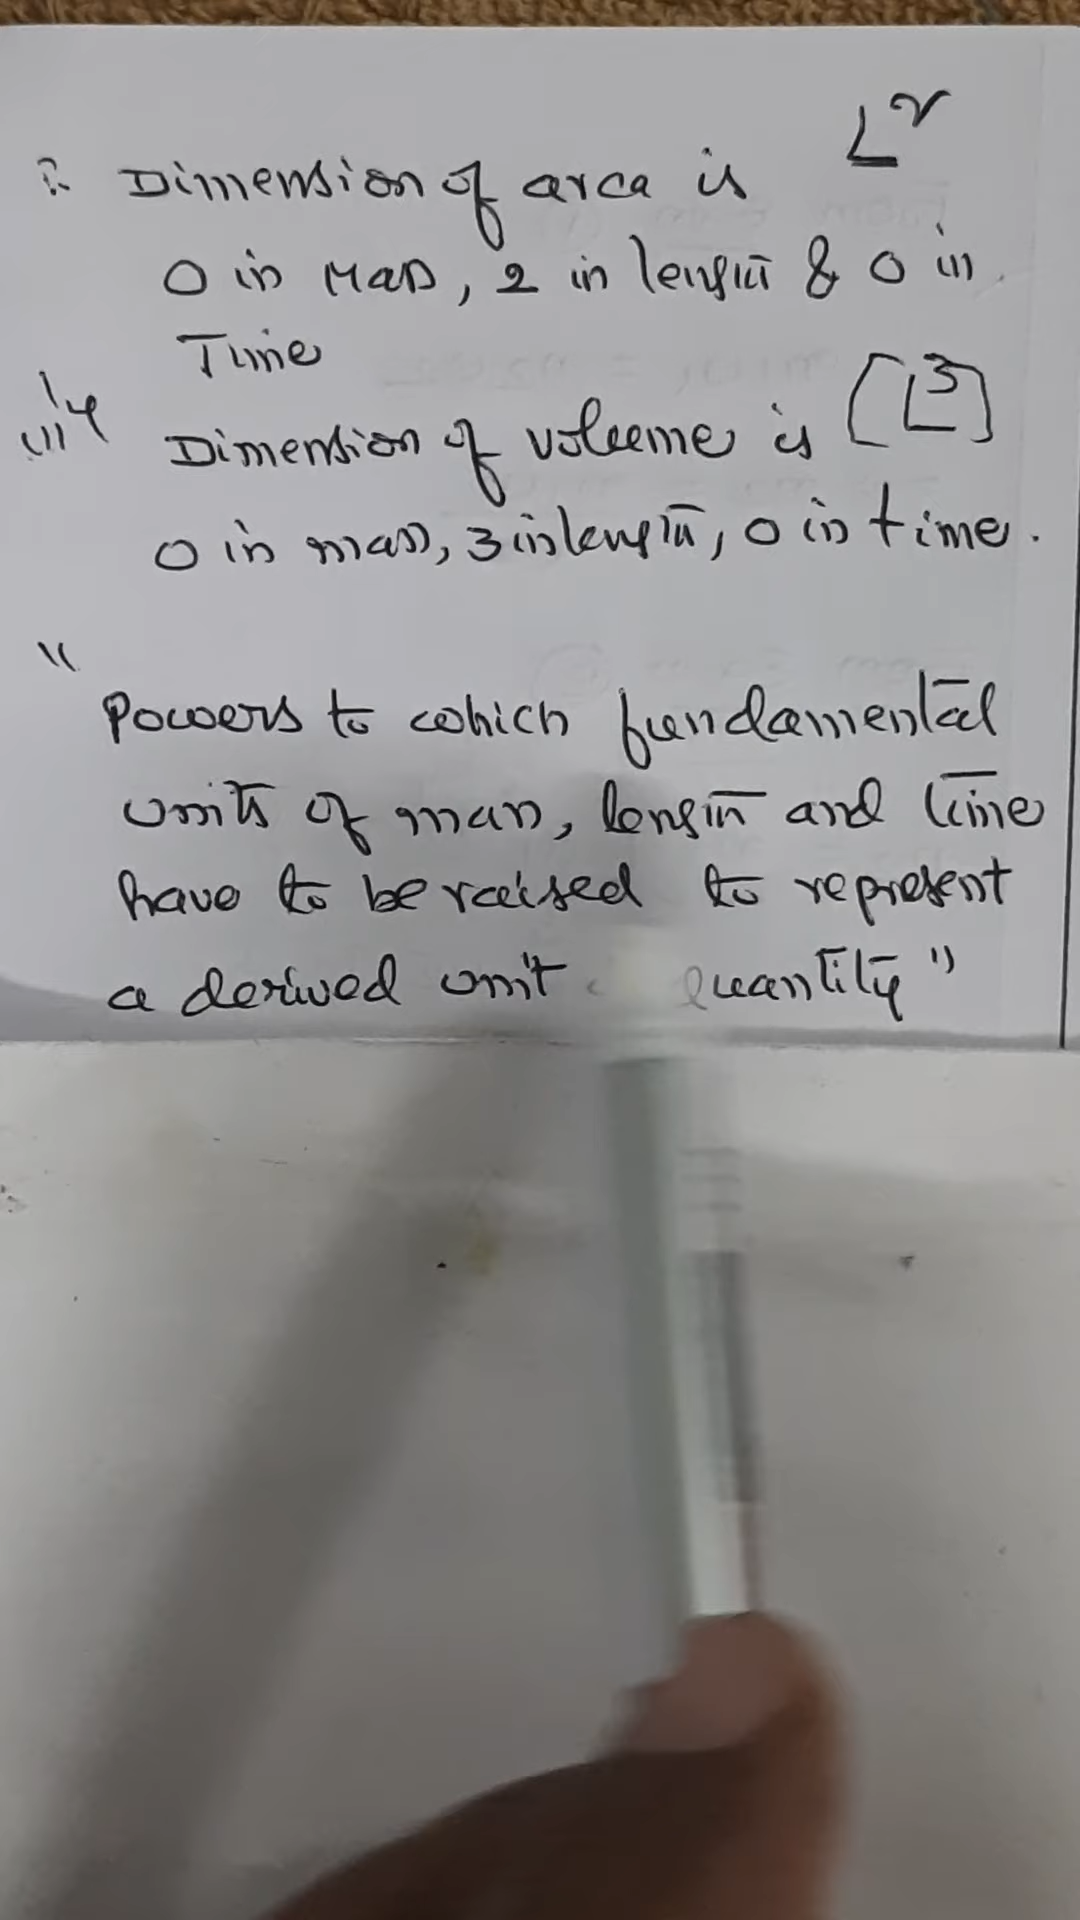 L²
∴ Dimension of area is
0 in Mass, 2 in length & 0 in
Time
|||ly Dimension of volume is [L³]
0 in mass, 3 in length, 0 in time.
"
Powers to which fundamental
units of mass, length and time
have to be raised to represent
a derived unit quantity"